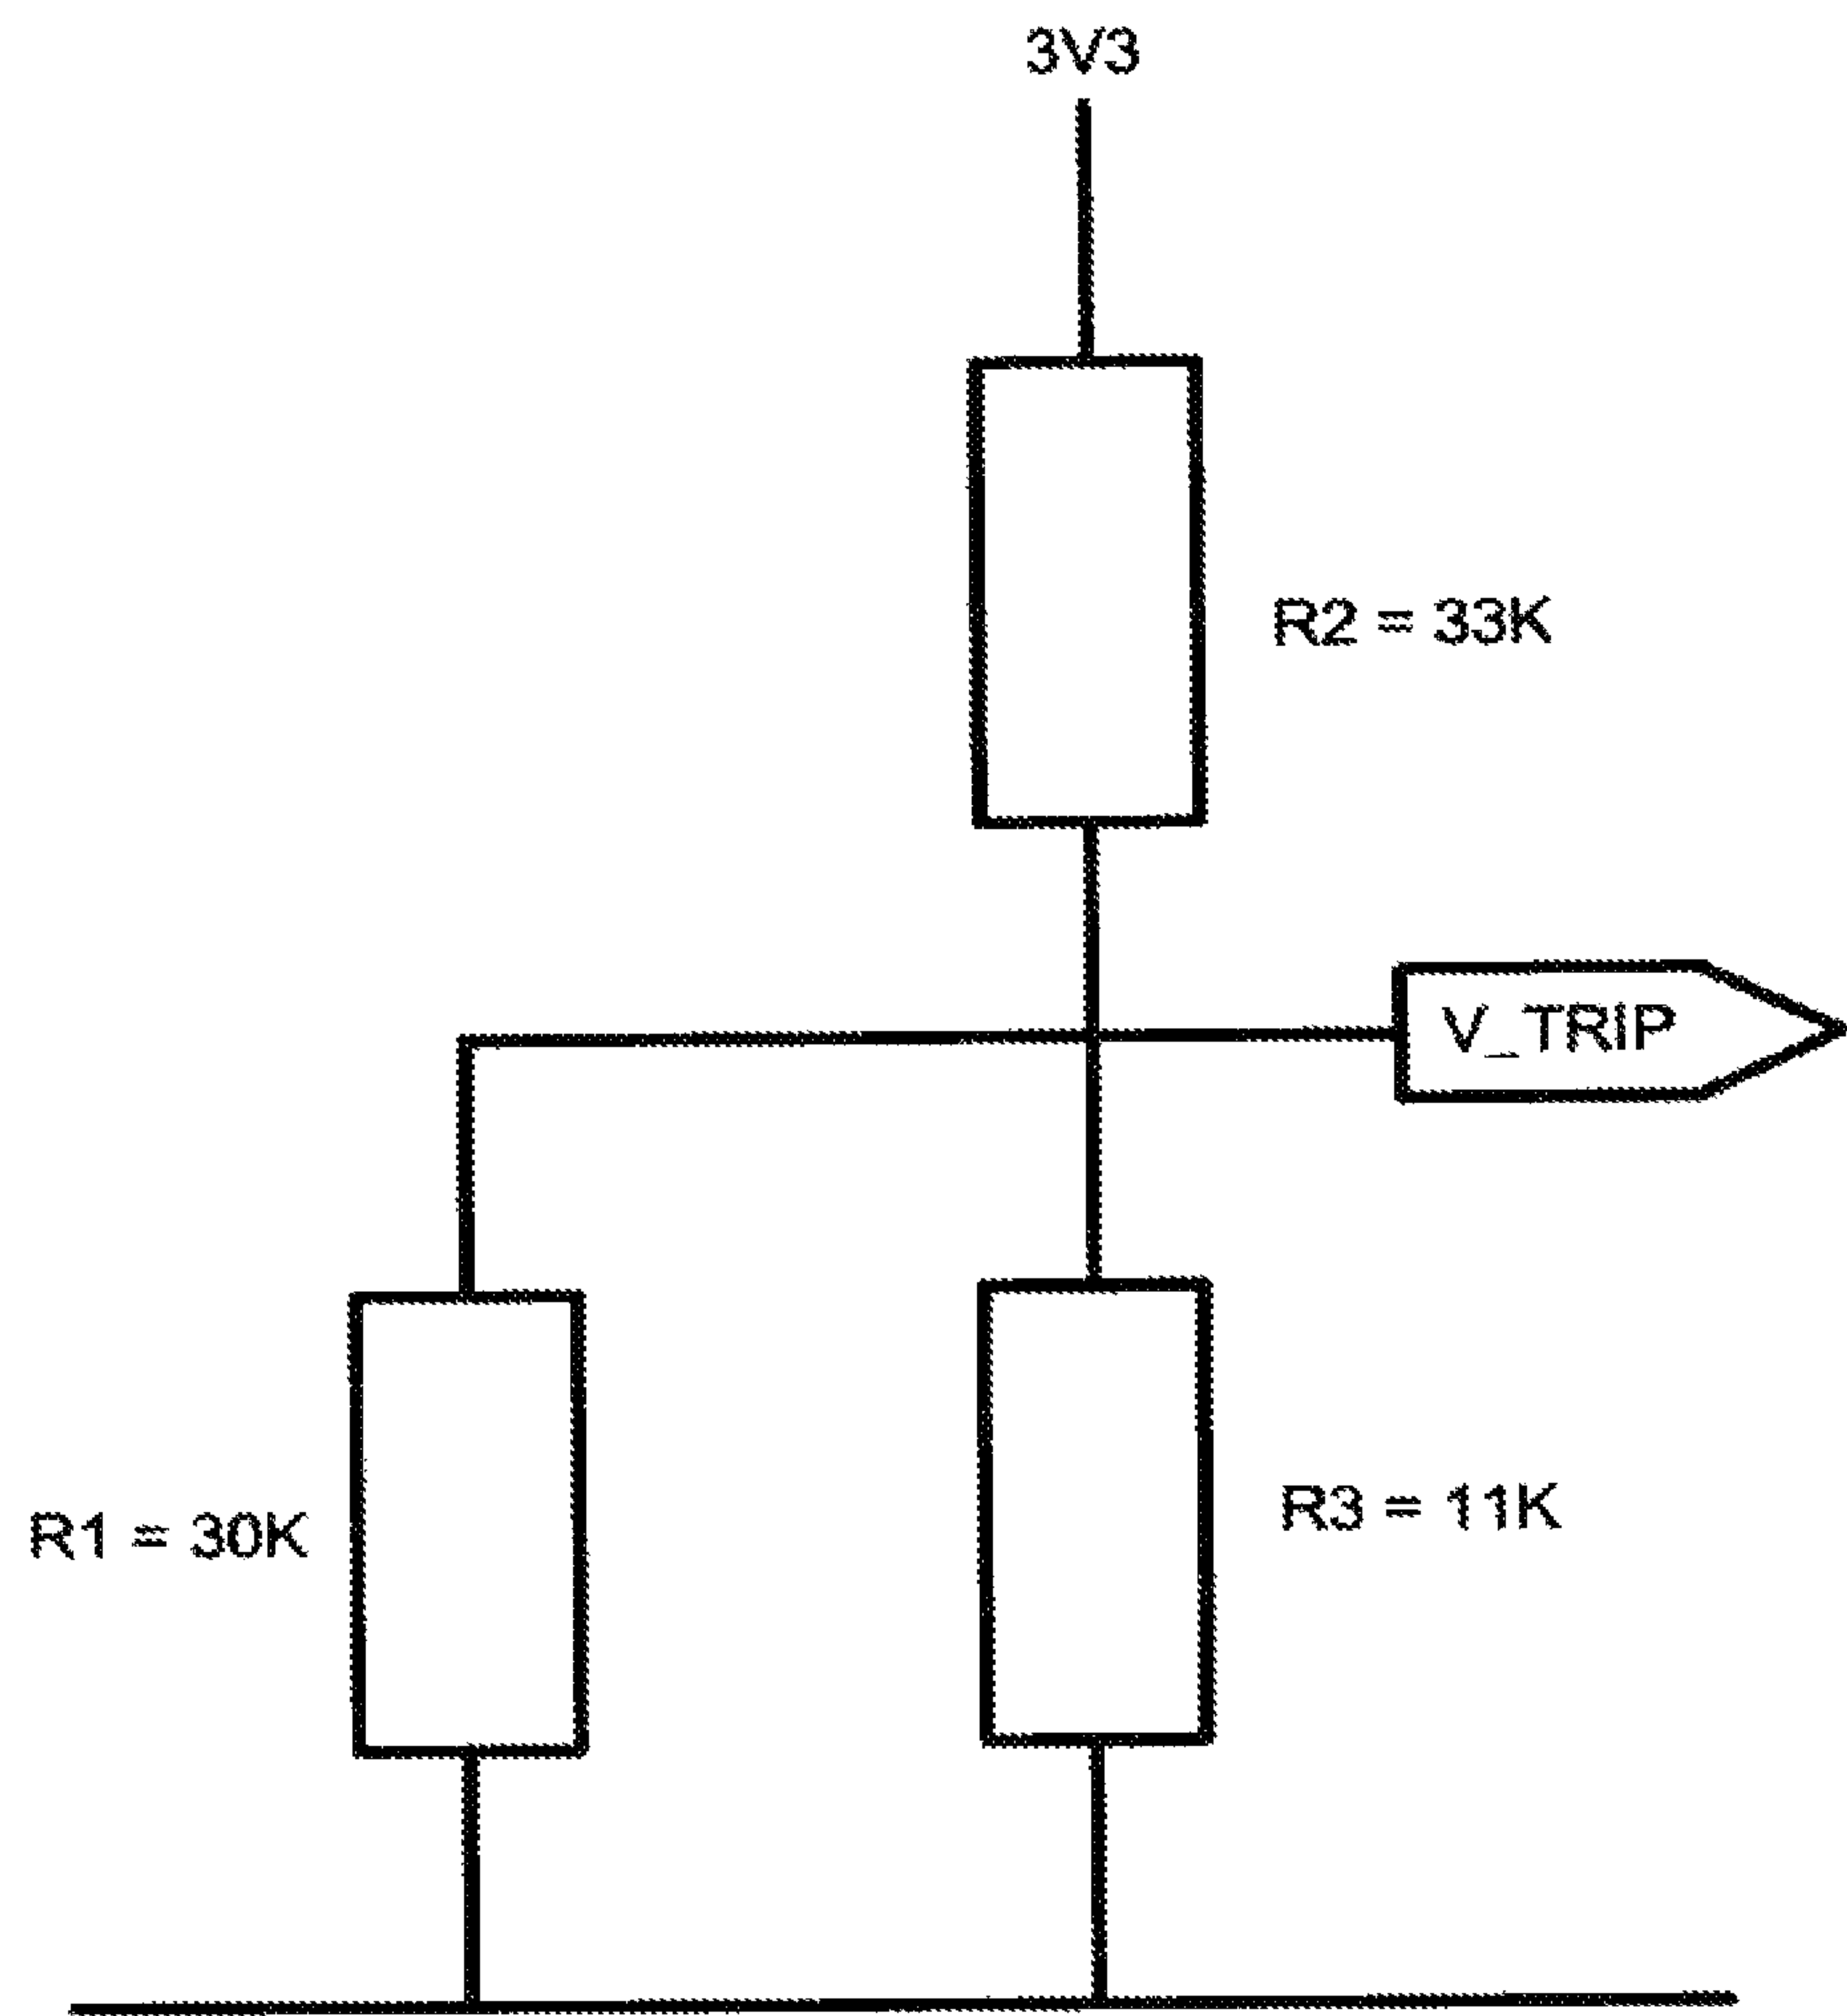 3V3
R2 = 33K
V_TRIP
R1 = 30K
R3 = 11K